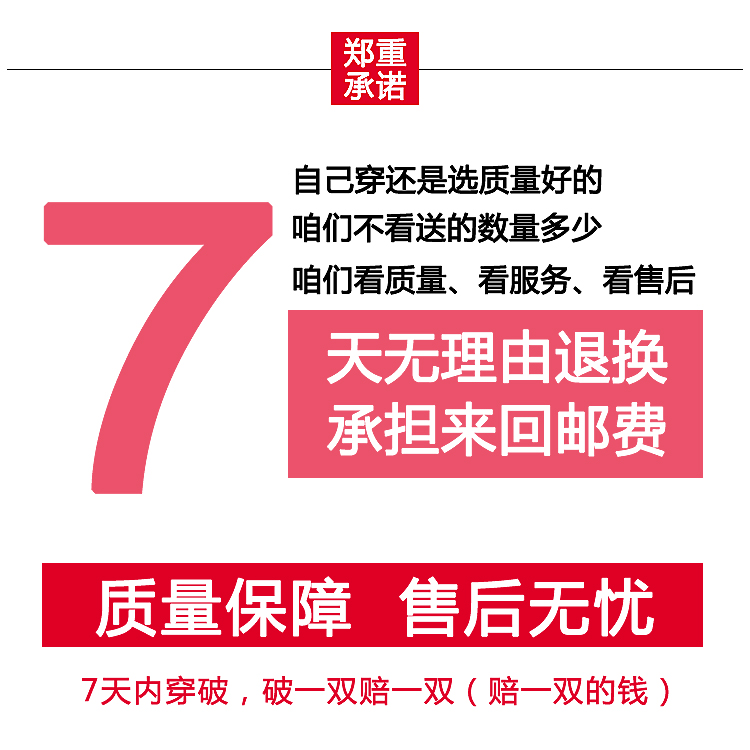 郑重
承诺
自己穿还是选质量好的
咱们不看送的数量多少
咱们看质量、看服务、看售后
7
天无理由退换
承担来回邮费
质量保障 售后无忧
7天内穿破，破一双赔一双（赔一双的钱）